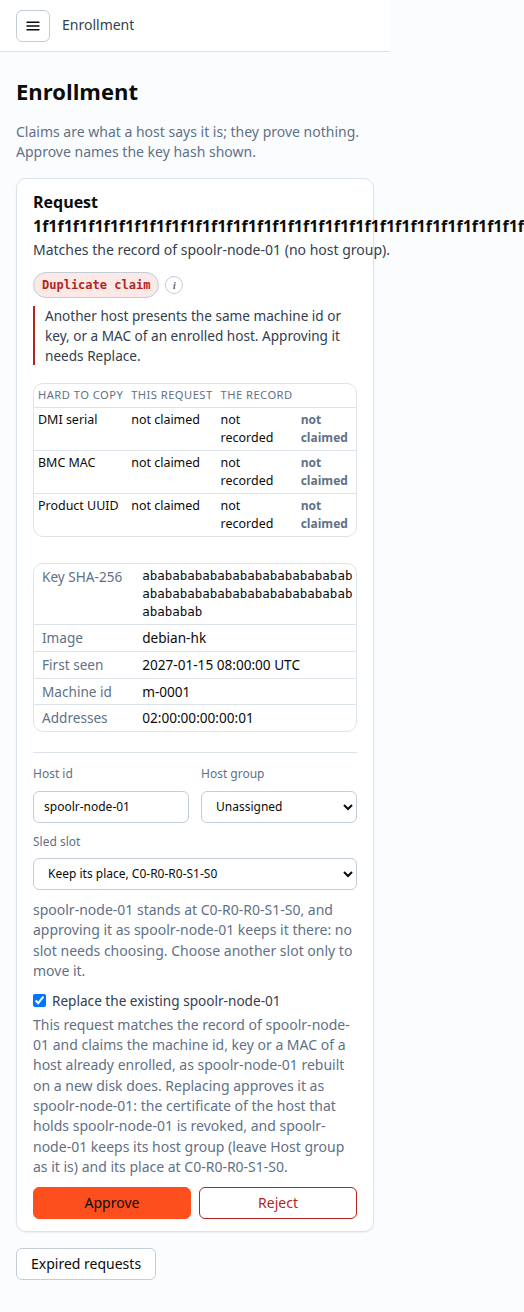 Enrollment
Enrollment
Claims are what a host says it is; they prove nothing.
Approve names the key hash shown.
Request
1f1f1f1f1f1f1f1f1f1f1f1f1f1f1f1f1f1f1f1f1f1f1f1f1f1f1f1f1f1f1f
Matches the record of spoolr-node-01 (no host group).
Duplicate claim i
Another host presents the same machine id or
key, or a MAC of an enrolled host. Approving it
needs Replace.
HARD TO COPY THIS REQUEST THE RECORD
DMI serial not claimed not recorded not claimed
BMC MAC not claimed not recorded not claimed
Product UUID not claimed not recorded not claimed
Key SHA-256 abababababababababababababab
abababababababababababababab
abababab
Image debian-hk
First seen 2027-01-15 08:00:00 UTC
Machine id m-0001
Addresses 02:00:00:00:00:01
Host id Host group
spoolr-node-01 Unassigned
Sled slot
Keep its place, C0-R0-R0-S1-S0
spoolr-node-01 stands at C0-R0-R0-S1-S0, and
approving it as spoolr-node-01 keeps it there: no
slot needs choosing. Choose another slot only to
move it.
Replace the existing spoolr-node-01
This request matches the record of spoolr-node-
01 and claims the machine id, key or a MAC of a
host already enrolled, as spoolr-node-01 rebuilt
on a new disk does. Replacing approves it as
spoolr-node-01: the certificate of the host that
holds spoolr-node-01 is revoked, and spoolr-
node-01 keeps its host group (leave Host group
as it is) and its place at C0-R0-R0-S1-S0.
Approve Reject
Expired requests